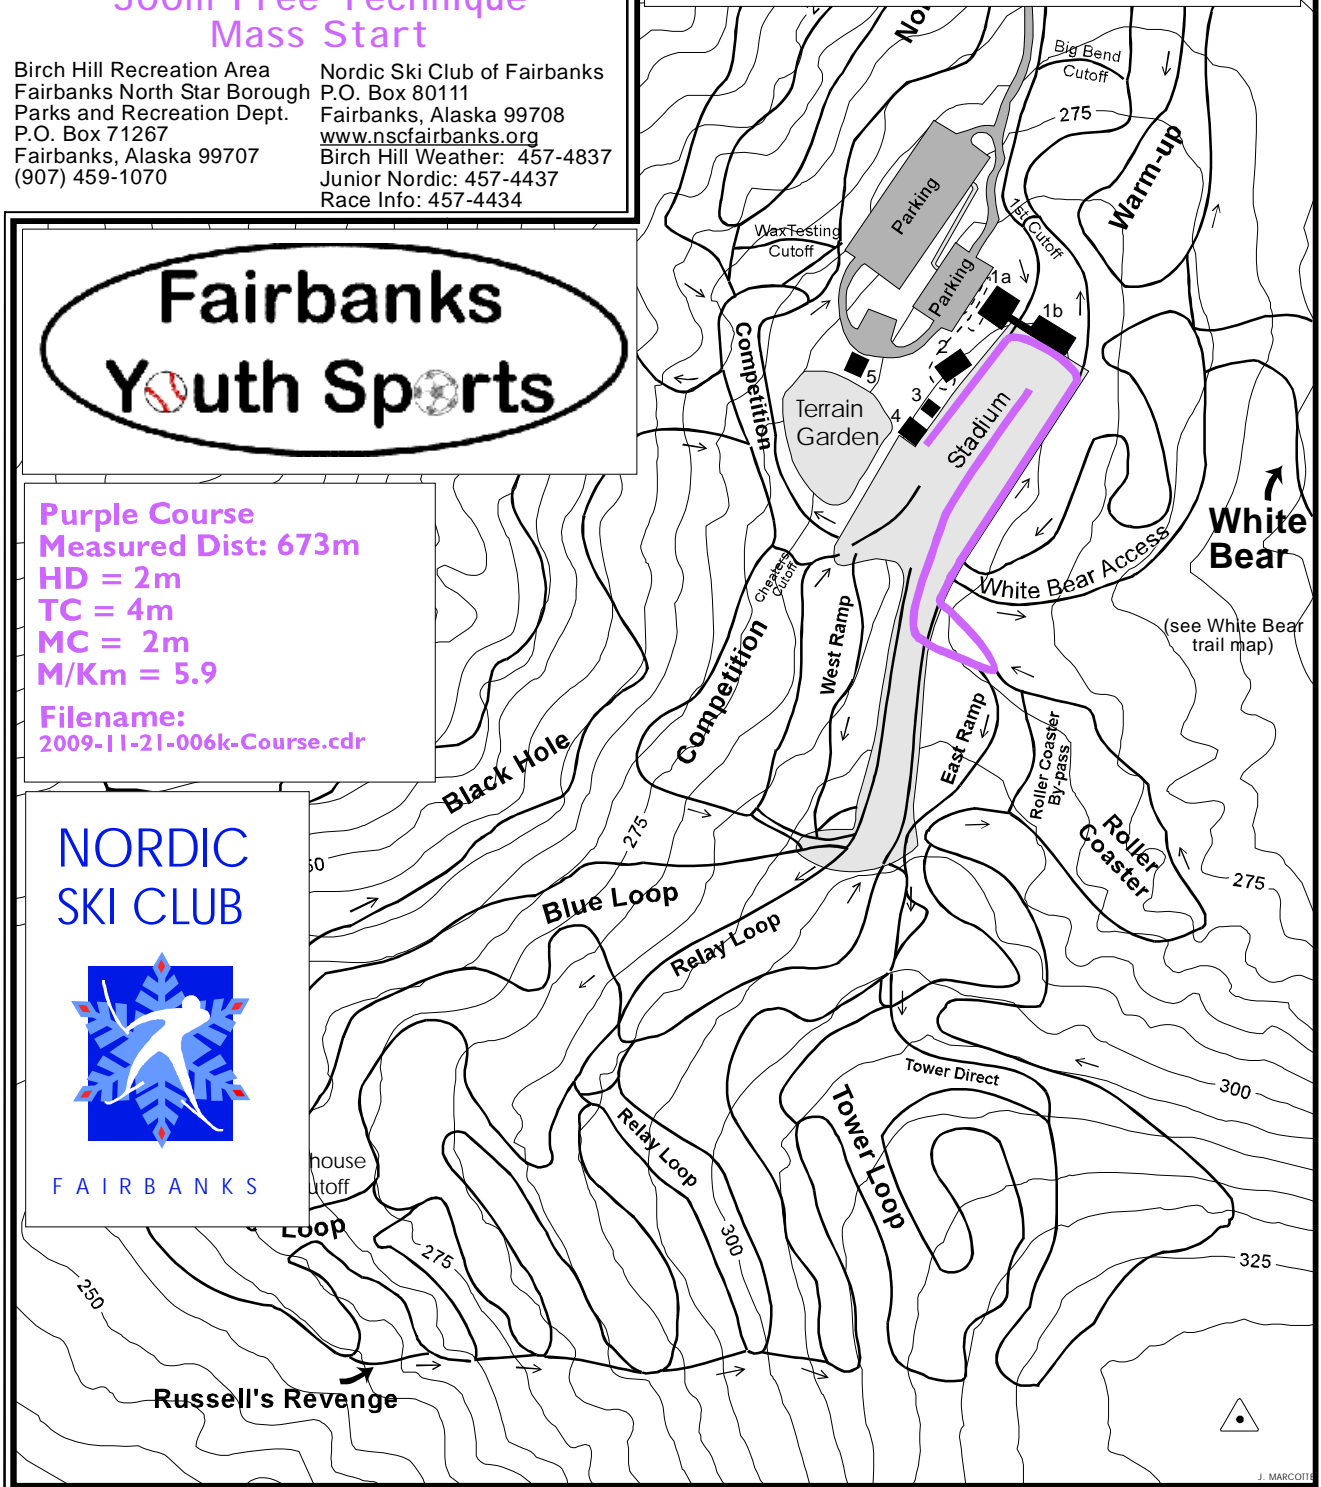 500m Free Technique
Mass Start
Birch Hill Recreation Area
Fairbanks North Star Borough
Parks and Recreation Dept.
P.O. Box 71267
Fairbanks, Alaska 99707
(907) 459-1070
Nordic Ski Club of Fairbanks
P.O. Box 80111
Fairbanks, Alaska 99708
www.nscfairbanks.org
Birch Hill Weather: 457-4837
Junior Nordic: 457-4437
Race Info: 457-4434
Fairbanks
Youth Sports
Purple Course
Measured Dist: 673m
HD = 2m
TC = 4m
MC = 2m
M/Km = 5.9
Filename:
2009-11-21-006k-Course.cdr
NORDIC
SKI CLUB
FAIRBANKS
Big Bend
Cutoff
275
Warm-up
Parking
1st Cutoff
Wax Testing
Cutoff
Parking
1a
1b
2
3
4
5
Competition
Terrain
Garden
Stadium
White
Bear
White Bear Access
(see White Bear
trail map)
Cheaters
Cutoff
West Ramp
Competition
East Ramp
Roller Coaster
By-pass
Roller
Coaster
Black Hole
275
275
Blue Loop
Relay Loop
Tower Direct
300
Tower Loop
Relay Loop
300
325
Loop
275
250
Russell's Revenge